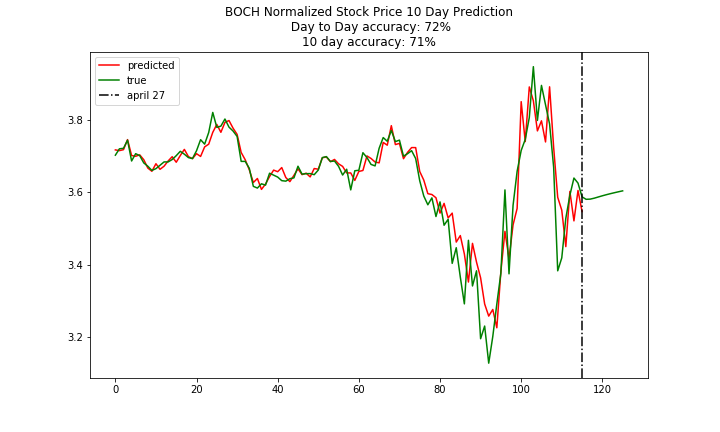 BOCH Normalized Stock Price 10 Day Prediction
Day to Day accuracy: 72%
10 day accuracy: 71%
predicted
true
april 27
3.8
3.6
3.4
3.2
0
20
40
60
80
100
120